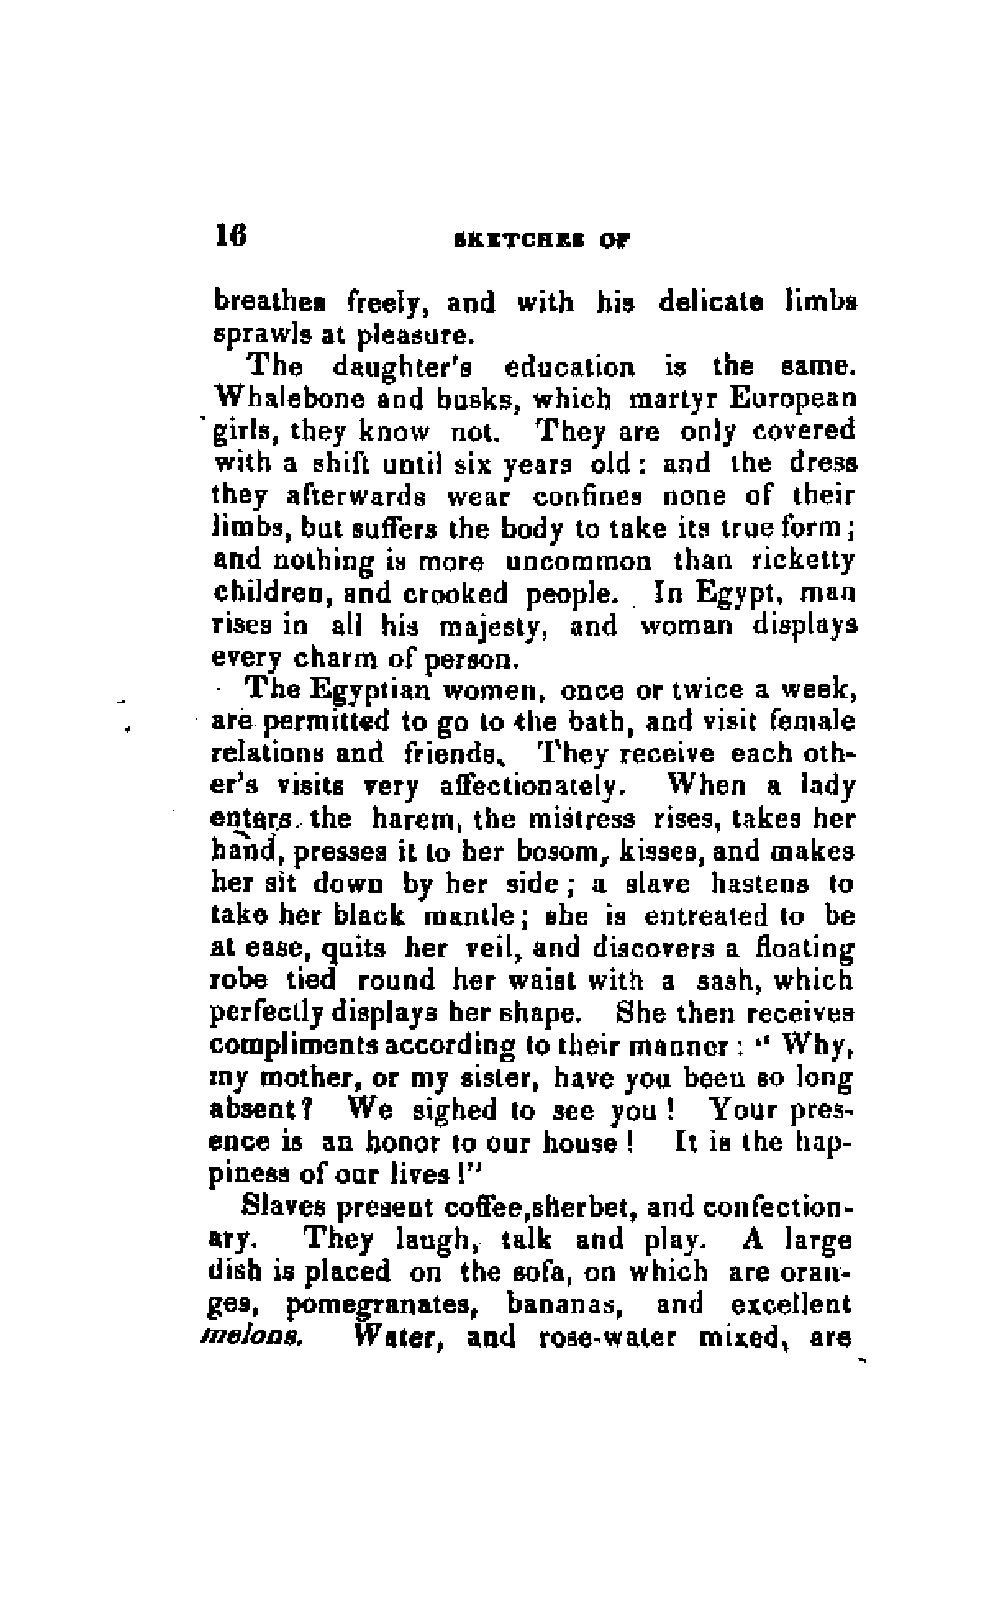 16 SKETCHES OF
breathes freely, and with his delicate limbs
sprawls at pleasure.
The daughter's education is the same.
Whalebone and busks, which martyr European
girls, they know not. They are only covered
with a shift until six years old: and the dress
they afterwards wear confines none of their
limbs, but suffers the body to take its true form;
and nothing is more uncommon than ricketty
children, and crooked people. In Egypt, man
rises in all his majesty, and woman displays
every charm of person.
The Egyptian women, once or twice a week,
are permitted to go to the bath, and visit female
relations and friends. They receive each oth-
er's visits very affectionately. When a lady
enters the harem, the mistress rises, takes her
hand, presses it to her bosom, kisses, and makes
her sit down by her side; a slave hastens to
take her black mantle; she is entreated to be
at ease, quits her veil, and discovers a floating
robe tied round her waist with a sash, which
perfectly displays her shape. She then receives
compliments according to their manner: "Why,
my mother, or my sister, have you been so long
absent? We sighed to see you! Your pres-
ence is an honor to our house! It is the hap-
piness of our lives!"
Slaves present coffee,sherbet, and confection-
ary. They laugh, talk and play. A large
dish is placed on the sofa, on which are oran-
ges, pomegranates, bananas, and excellent
melons. Water, and rose-water mixed, are